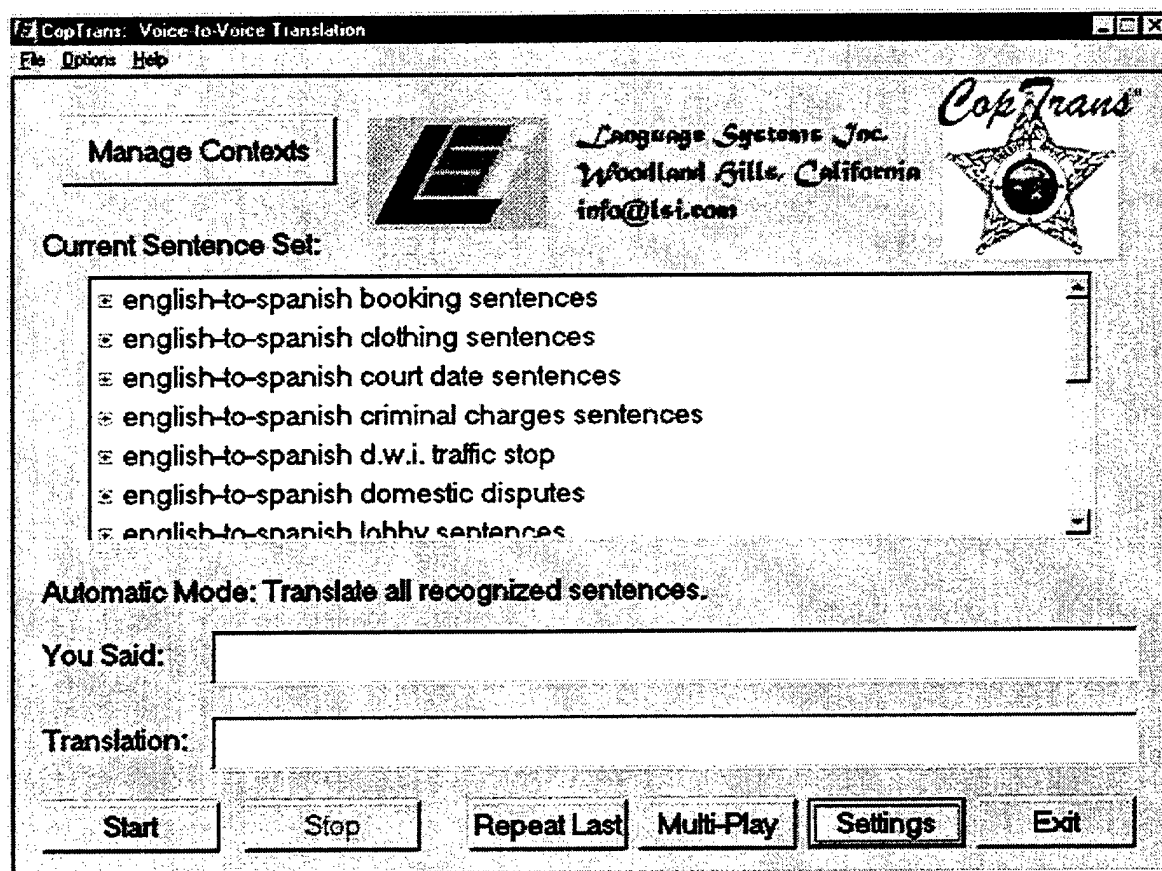 CopTrans: Voice-to-Voice Translation
File Options Help
Manage Contexts
Language Systems Inc.
Woodland Hills, California
info@lsi.com
CopTrans
Current Sentence Set:
english-to-spanish booking sentences
english-to-spanish clothing sentences
english-to-spanish court date sentences
english-to-spanish criminal charges sentences
english-to-spanish d.w.i. traffic stop
english-to-spanish domestic disputes
english-to-spanish lobby sentences
Automatic Mode: Translate all recognized sentences.
You Said:
Translation:
Start Stop Repeat Last Multi-Play Settings Exit